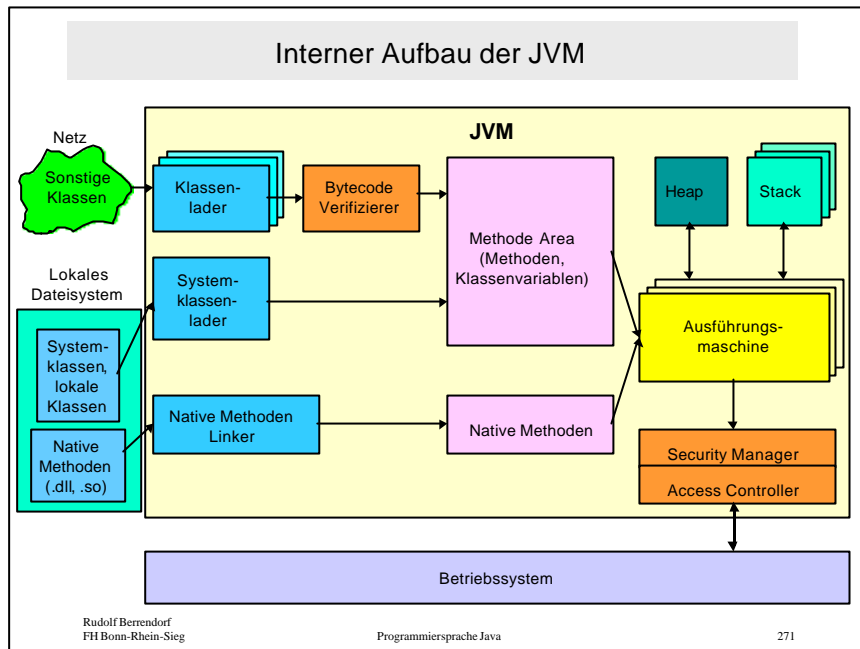 Interner Aufbau der JVM
JVM
Netz
Sonstige
Klassen
Klassen-
lader
Bytecode
Verifizierer
Methode Area
(Methoden,
Klassenvariablen)
Heap
Stack
Lokales
Dateisystem
System-
klassen-
lader
System-
klassen,
lokale
Klassen
Ausführungs-
maschine
Native
Methoden
(.dll, .so)
Native Methoden
Linker
Native Methoden
Security Manager
Access Controller
Betriebssystem
Rudolf Berrendorf
FH Bonn-Rhein-Sieg
Programmiersprache Java
271